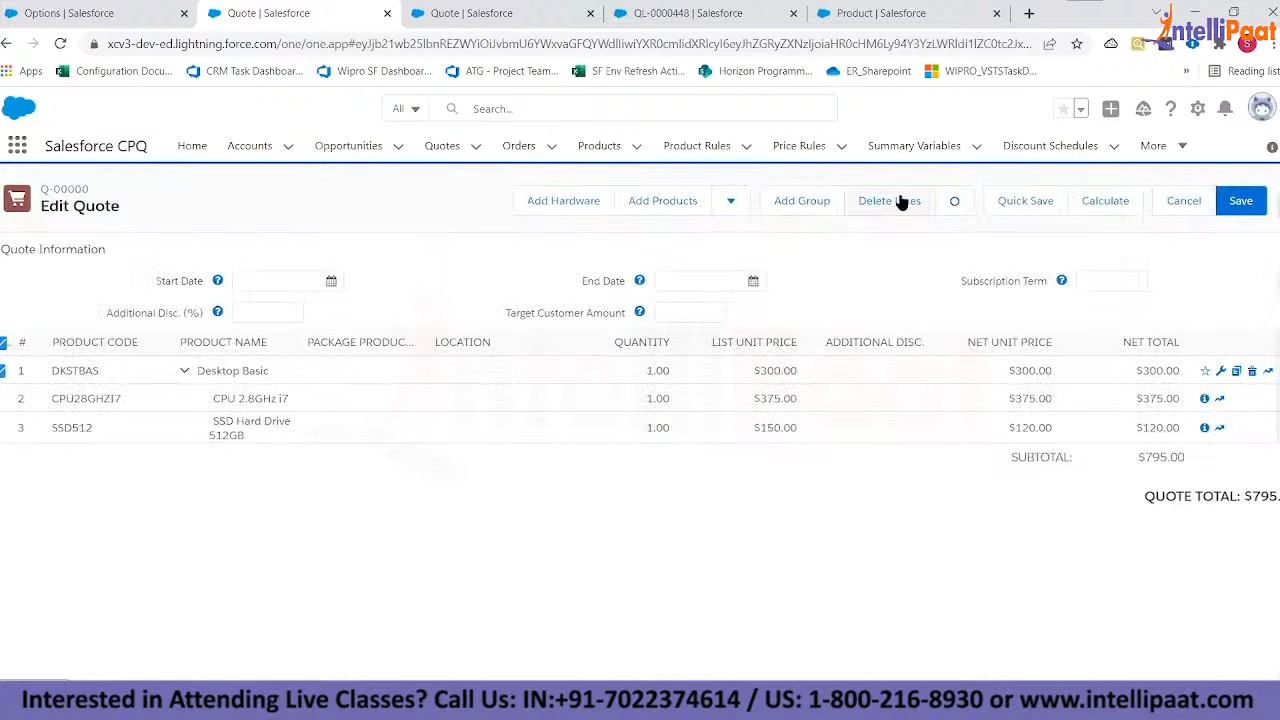 Options | Salesforce
Quote | Salesforce
Quote | Salesforce
QL-0000448 | Salesforce
Product | Salesforce
IntelliPaat
Apps
Configuration Docu...
CRM Task Dashboar...
Wipro SF Dashboar...
ATG - Project Team...
SF Env Refresh Acti...
Horizon Programm...
ER_Sharepoint
WIPRO_VSTSTaskD...
Reading list
All
Search...
Salesforce CPQ
Home
Accounts
Opportunities
Quotes
Orders
Products
Product Rules
Price Rules
Summary Variables
Discount Schedules
More
Q-00000
Edit Quote
Add Hardware
Add Products
Add Group
Delete
Quick Save
Calculate
Cancel
Save
Quote Information
Start Date
End Date
Subscription Term
Additional Disc. (%)
Target Customer Amount
# PRODUCT CODE PRODUCT NAME PACKAGE PRODUC... LOCATION QUANTITY LIST UNIT PRICE ADDITIONAL DISC. NET UNIT PRICE NET TOTAL
1 DKSTBAS Desktop Basic 1.00 $300.00 $300.00 $300.00
2 CPU28GHZI7 CPU 2.8GHz i7 1.00 $375.00 $375.00 $375.00
3 SSD512 SSD Hard Drive 512GB 1.00 $150.00 $120.00 $120.00
SUBTOTAL: $795.00
QUOTE TOTAL: $795.
Interested in Attending Live Classes? Call Us: IN:+91-7022374614 / US: 1-800-216-8930 or www.intellipaat.com